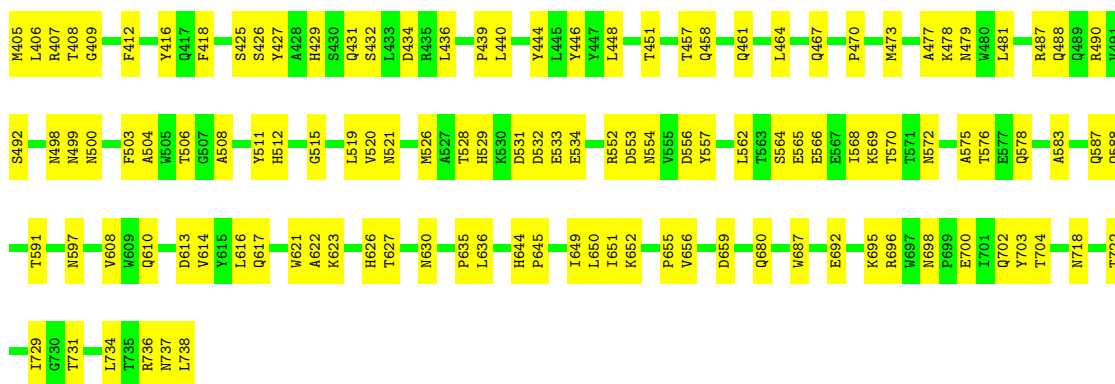 M405 L406 R407 T408 G409 F412 Y416 Q417 F418 S425 S426 Y427 A428 H429 S430 Q431 S432 L433 D434 R435 L436 P439 L440 Y444 L445 Y446 Y447 L448 T451 T457 Q458 Q461 L464 Q467 P470 M473 A477 K478 N479 W480 L481 R487 Q488 Q489 R490 V491
S492 N498 N499 N500 F503 A504 W505 T506 G507 A508 Y511 H512 G515 L519 V520 N521 M526 A527 T528 H529 K530 D531 D532 E533 E534 R552 D553 N554 V555 D556 Y557 L562 T563 S564 E565 E566 E567 I568 K569 T570 T571 N572 A575 T576 E577 Q578 A583 Q587
T591 N597 V608 W609 Q610 D613 V614 Y615 L616 Q617 W621 A622 K623 H626 T627 N630 P635 L636 H644 P645 I649 L650 I651 K652 P655 V656 D659 Q680 W687 E692 K695 R696 W697 N698 P699 E700 I701 Q702 Y703 T704 N718
I729 G730 T731 L734 T735 R736 N737 L738